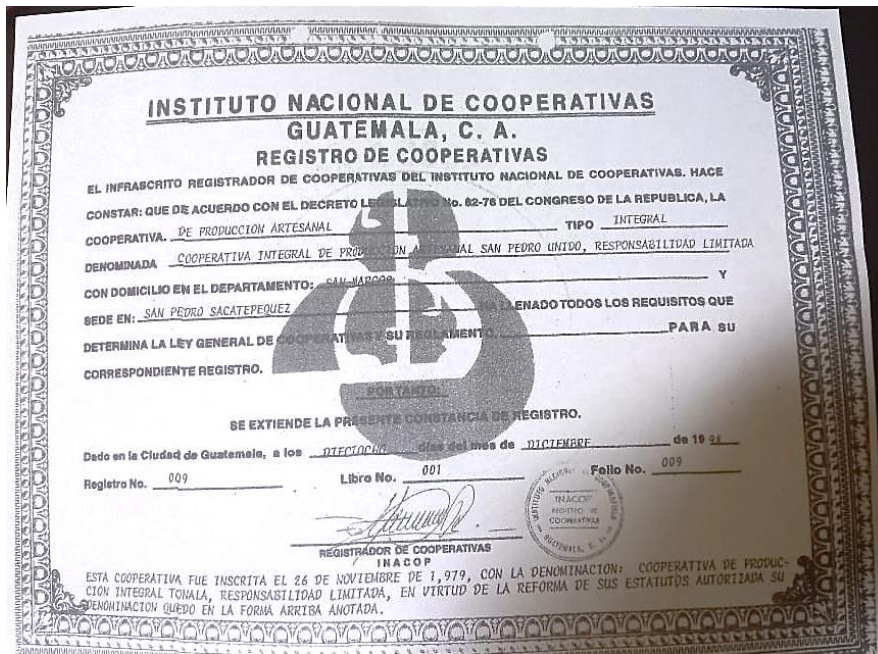 INSTITUTO NACIONAL DE COOPERATIVAS
GUATEMALA, C. A.
REGISTRO DE COOPERATIVAS
EL INFRASCRITO REGISTRADOR DE COOPERATIVAS DEL INSTITUTO NACIONAL DE COOPERATIVAS. HACE
CONSTAR: QUE DE ACUERDO CON EL DECRETO LEGISLATIVO No. 82-78 DEL CONGRESO DE LA REPUBLICA, LA
COOPERATIVA. DE PRODUCCION ARTESANAL TIPO INTEGRAL
DENOMINADA COOPERATIVA INTEGRAL DE PRODUCCION ARTESANAL SAN PEDRO UNIDO, RESPONSABILIDAD LIMITADA
CON DOMICILIO EN EL DEPARTAMENTO: SAN MARCOS Y
SEDE EN: SAN PEDRO SACATEPEQUEZ HA LLENADO TODOS LOS REQUISITOS QUE
DETERMINA LA LEY GENERAL DE COOPERATIVAS Y SU REGLAMENTO. PARA SU
CORRESPONDIENTE REGISTRO.
POR TANTO:
SE EXTIENDE LA PRESENTE CONSTANCIA DE REGISTRO.
Dado en la Ciudad de Guatemala, a los DIECIOCHO días del mes de DICIEMBRE de 19
Registro No. 009 Libro No. 001 Folio No. 009
INSTITUTO NACIONAL DE COOPERATIVAS
INACOP
REGISTRO DE
COOPERATIVAS
GUATEMALA, C. A.
REGISTRADOR DE COOPERATIVAS
INACOP
ESTA COOPERATIVA FUE INSCRITA EL 26 DE NOVIEMBRE DE 1,979, CON LA DENOMINACION: COOPERATIVA DE PRODUC-
CION INTEGRAL TONALA, RESPONSABILIDAD LIMITADA, EN VIRTUD DE LA REFORMA DE SUS ESTATUTOS AUTORIZADA SU
DENOMINACION QUEDO EN LA FORMA ARRIBA ANOTADA.